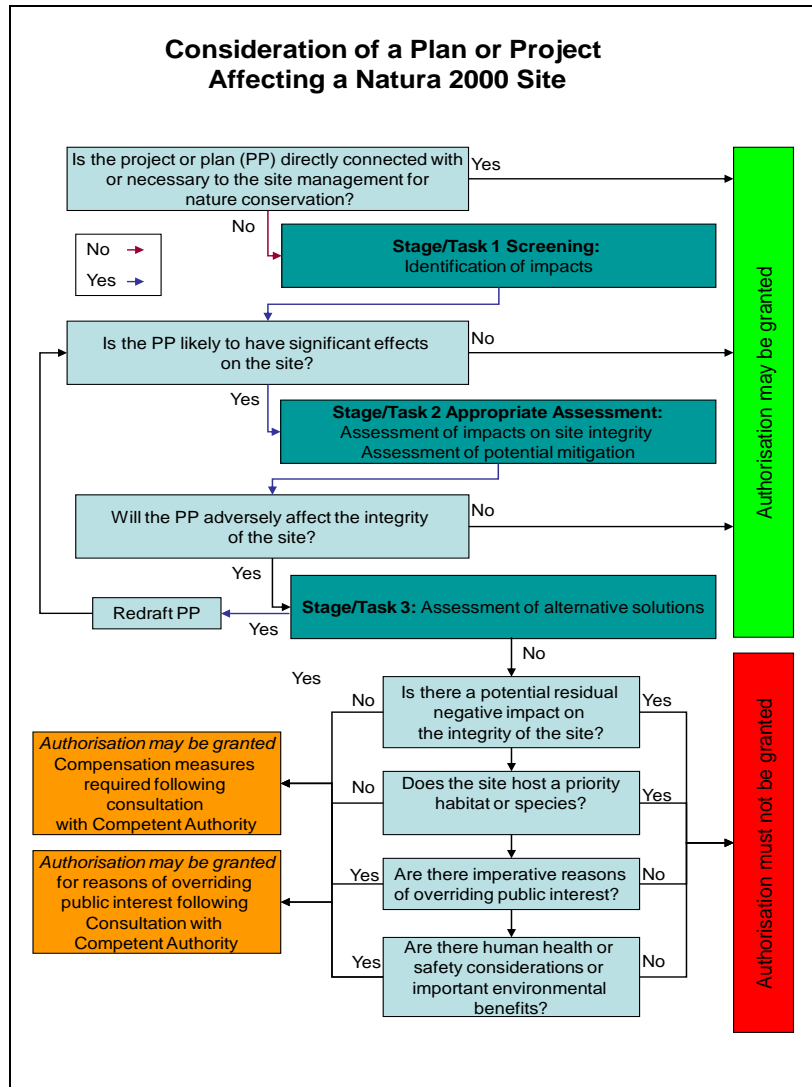 Consideration of a Plan or Project
Affecting a Natura 2000 Site
Is the project or plan (PP) directly connected with
or necessary to the site management for
nature conservation?
Yes
No
No
Yes
Stage/Task 1 Screening:
Identification of impacts
Is the PP likely to have significant effects
on the site?
No
Yes
Stage/Task 2 Appropriate Assessment:
Assessment of impacts on site integrity
Assessment of potential mitigation
Will the PP adversely affect the integrity
of the site?
No
Yes
Redraft PP
Yes
Stage/Task 3: Assessment of alternative solutions
No
Yes
Authorisation may be granted
Is there a potential residual
negative impact on
the integrity of the site?
No
Yes
Authorisation may be granted
Compensation measures
required following
consultation
with Competent Authority
Does the site host a priority
habitat or species?
No
Yes
Authorisation may be granted
for reasons of overriding
public interest following
Consultation with
Competent Authority
Are there imperative reasons
of overriding public interest?
Yes
No
Are there human health or
safety considerations or
important environmental
benefits?
Yes
No
Authorisation must not be granted